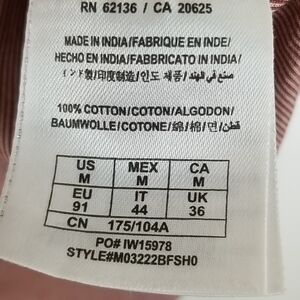 RN 62136 / CA 20625
MADE IN INDIA/FABRIQUE EN INDE/
HECHO EN INDIA/FABBRICATO IN INDIA/
インド製/印度制造/인도 제품/صنع في الهند
100% COTTON/COTON/ALGODON/
BAUMWOLLE/COTONE/綿/棉/면/قطن
US M
MEX M
CA M
EU 91
IT 44
UK 36
CN 175/104A
PO# IW15978
STYLE#M03222BFSH0